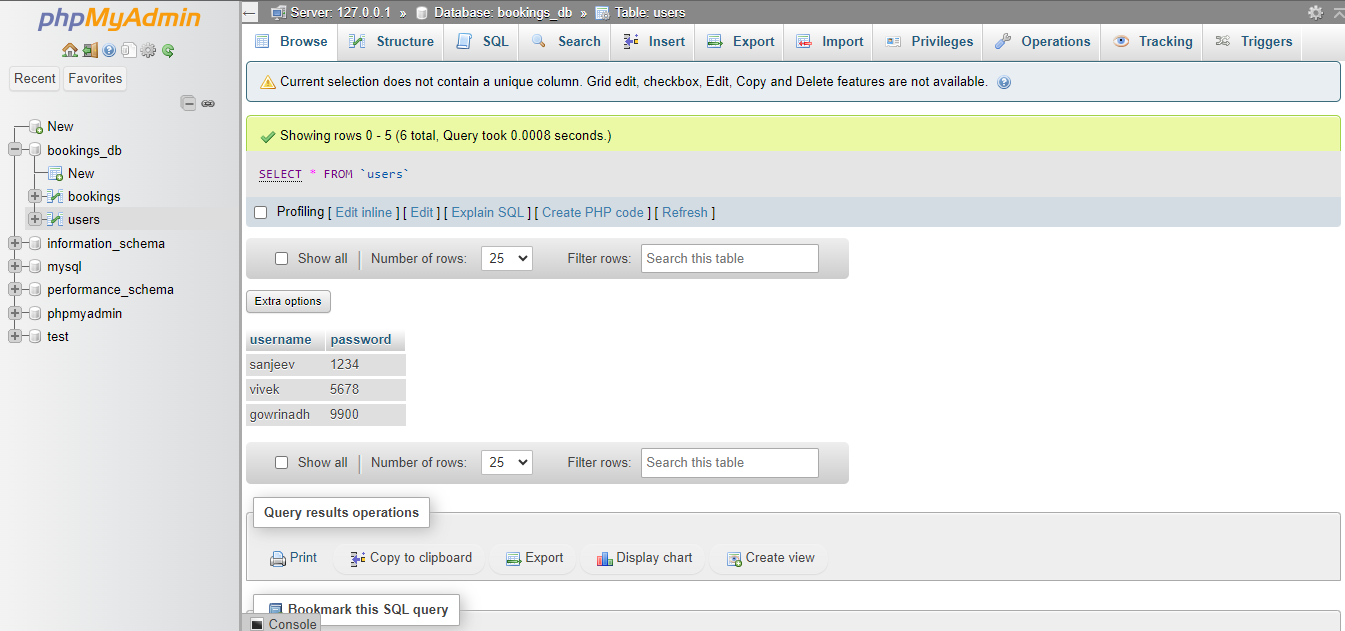 phpMyAdmin
Recent Favorites
New
bookings_db
New
bookings
users
information_schema
mysql
performance_schema
phpmyadmin
test
Server: 127.0.0.1 » Database: bookings_db » Table: users
Browse Structure SQL Search Insert Export Import Privileges Operations Tracking Triggers
Current selection does not contain a unique column. Grid edit, checkbox, Edit, Copy and Delete features are not available.
Showing rows 0 - 5 (6 total, Query took 0.0008 seconds.)
SELECT * FROM `users`
Profiling [ Edit inline ] [ Edit ] [ Explain SQL ] [ Create PHP code ] [ Refresh ]
Show all | Number of rows: 25 Filter rows: Search this table
Extra options
username password
sanjeev 1234
vivek 5678
gowrinadh 9900
Show all | Number of rows: 25 Filter rows: Search this table
Query results operations
Print Copy to clipboard Export Display chart Create view
Bookmark this SQL query
Console